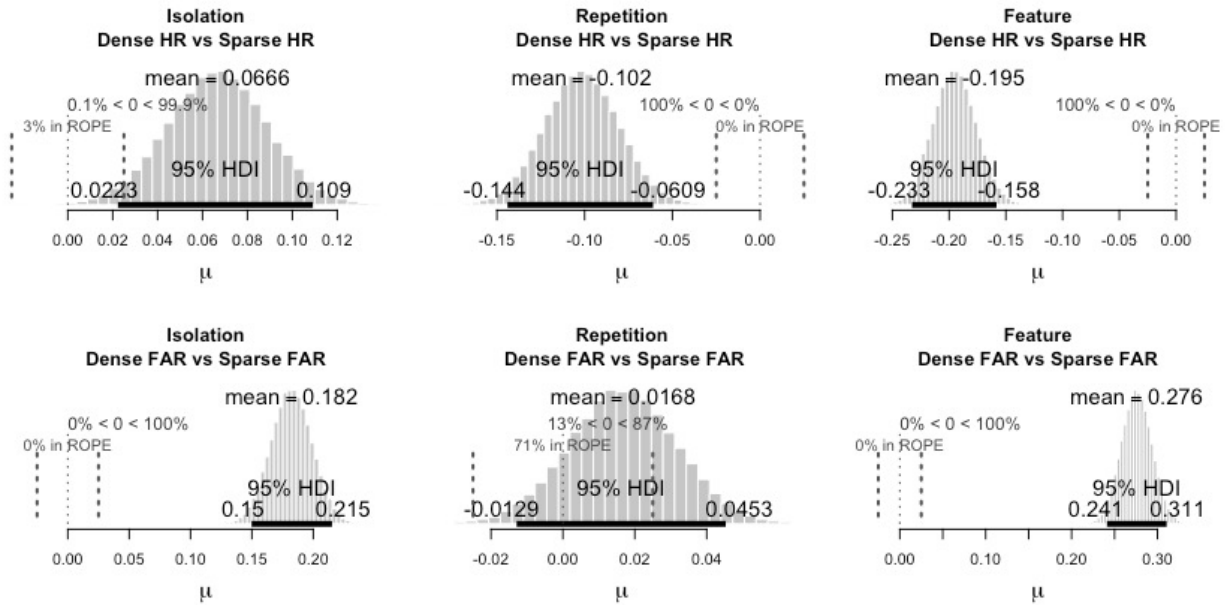 Isolation
Dense HR vs Sparse HR
mean = 0.0666
0.1% < 0 < 99.9%
3% in ROPE
95% HDI
0.0223 0.109
0.00 0.02 0.04 0.06 0.08 0.10 0.12
μ
Repetition
Dense HR vs Sparse HR
mean = -0.102
100% < 0 < 0%
0% in ROPE
95% HDI
-0.144 -0.0609
-0.15 -0.10 -0.05 0.00
μ
Feature
Dense HR vs Sparse HR
mean = -0.195
100% < 0 < 0%
0% in ROPE
95% HDI
-0.233 -0.158
-0.25 -0.20 -0.15 -0.10 -0.05 0.00
μ
Isolation
Dense FAR vs Sparse FAR
mean = 0.182
0% < 0 < 100%
0% in ROPE
95% HDI
0.15 0.215
0.00 0.05 0.10 0.15 0.20
μ
Repetition
Dense FAR vs Sparse FAR
mean = 0.0168
13% < 0 < 87%
71% in ROPE
95% HDI
-0.0129 0.0453
-0.02 0.00 0.02 0.04
μ
Feature
Dense FAR vs Sparse FAR
mean = 0.276
0% < 0 < 100%
0% in ROPE
95% HDI
0.241 0.311
0.00 0.10 0.20 0.30
μ